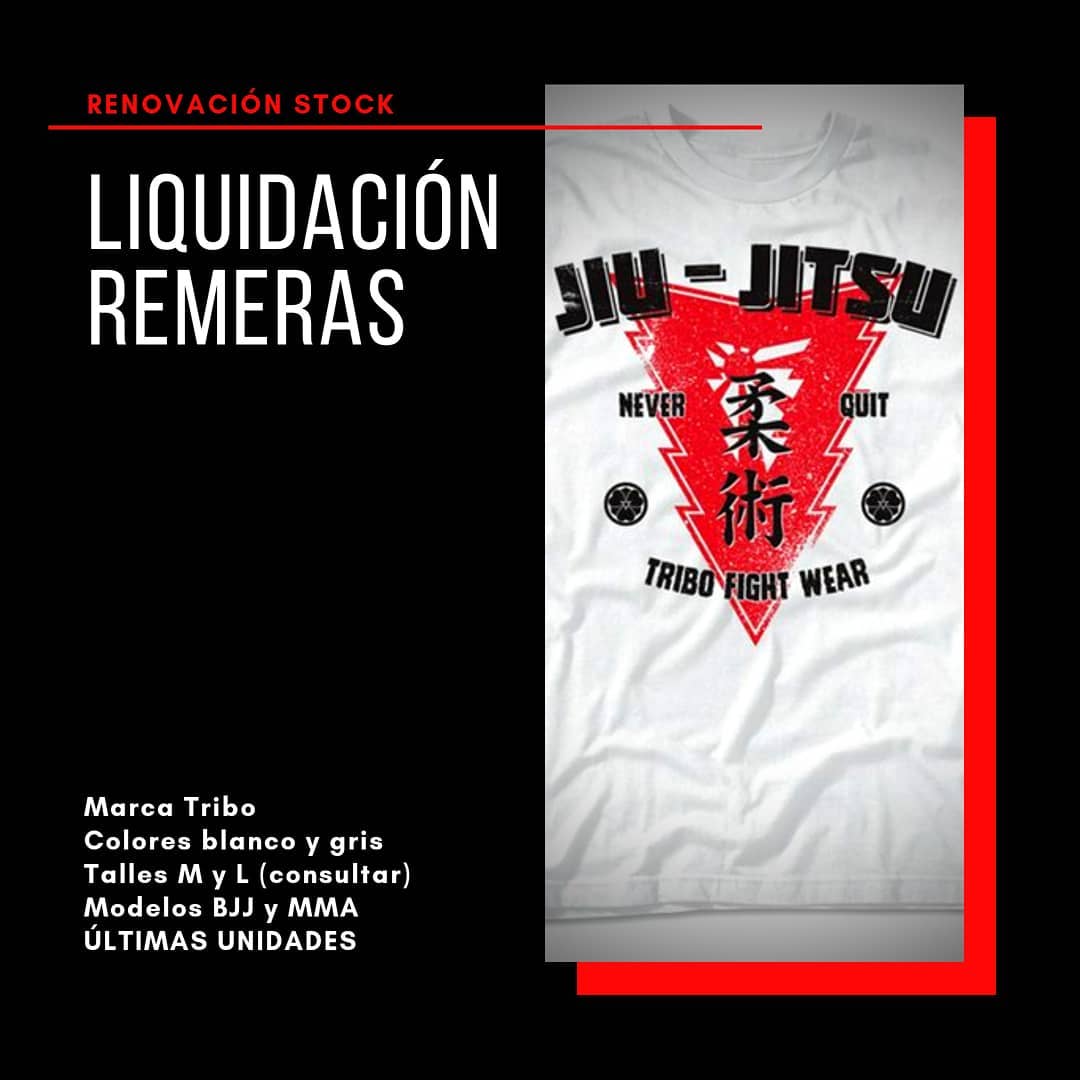 RENOVACIÓN STOCK
LIQUIDACIÓN
REMERAS
JIU-JITSU
NEVER
QUIT
柔
術
TRIBO FIGHT WEAR
Marca Tribo
Colores blanco y gris
Talles M y L (consultar)
Modelos BJJ y MMA
ÚLTIMAS UNIDADES